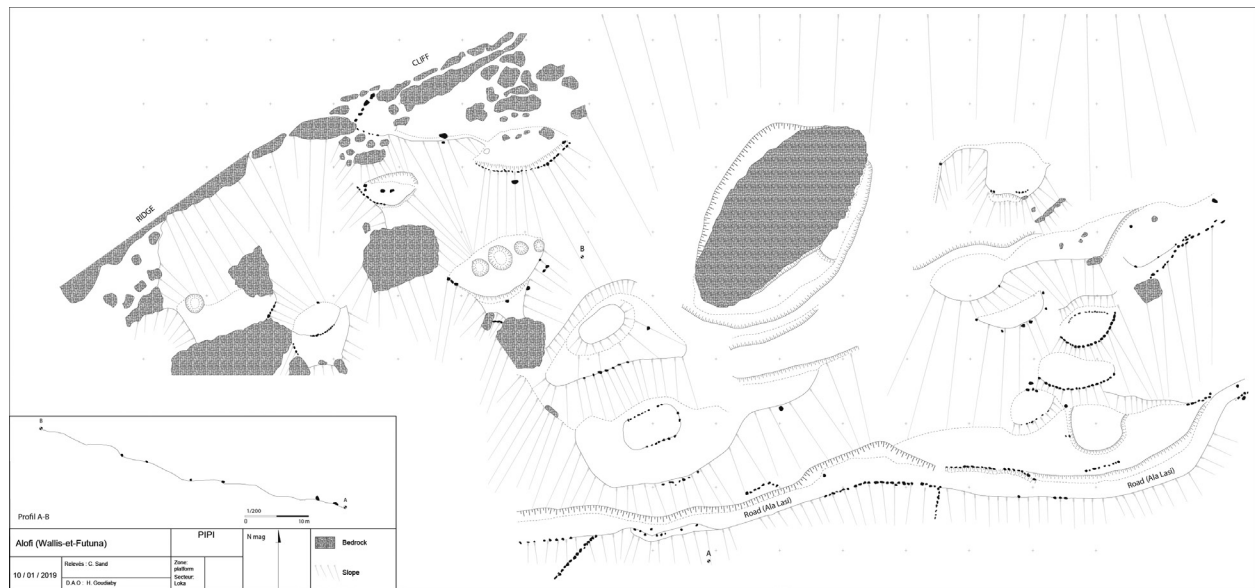 CLIFF
RIDGE
B
Road (Ala Lasi)
Road (Ala Lasi)
A
B
A
Profil A-B
1/200
0 10 m
Alofi (Wallis-et-Futuna)
PIPI
N mag
Bedrock
Slope
10 / 01 / 2019
Relevés : C. Sand
D.A.O : H. Goudiaby
Zone:
platform
Secteur:
Loka